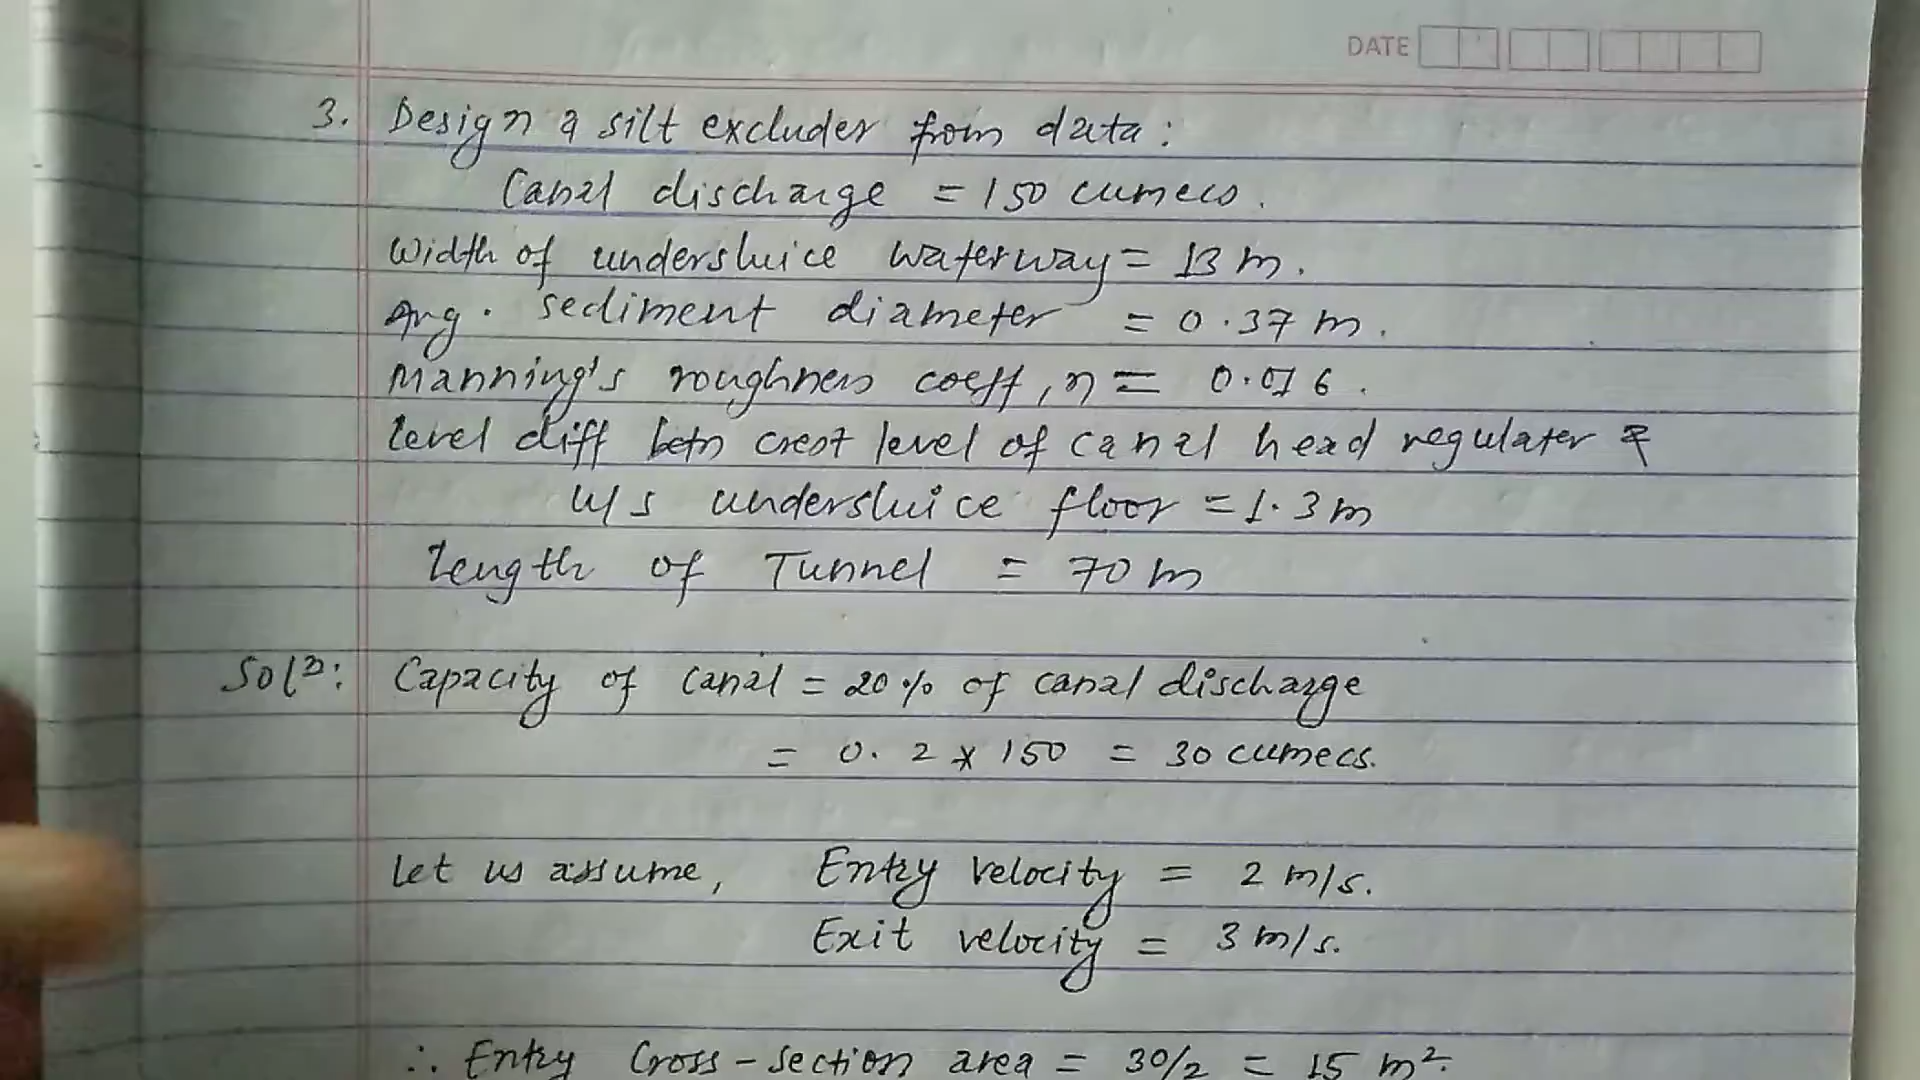 DATE
3. Design a silt excluder from data:
Canal discharge = 150 cumecs.
Width of undersluice waterway = 13 m.
Avg. sediment diameter = 0.37 m.
Manning's roughness coeff, n = 0.016.
level diff betn crest level of canal head regulater &
u/s undersluice floor = 1.3 m
length of Tunnel = 70 m
Solⁿ: Capacity of canal = 20% of canal discharge
= 0.2 * 150 = 30 cumecs.
let us assume, Entry velocity = 2 m/s.
Exit velocity = 3 m/s.
∴ Entry Cross-section area = 30/2 = 15 m².